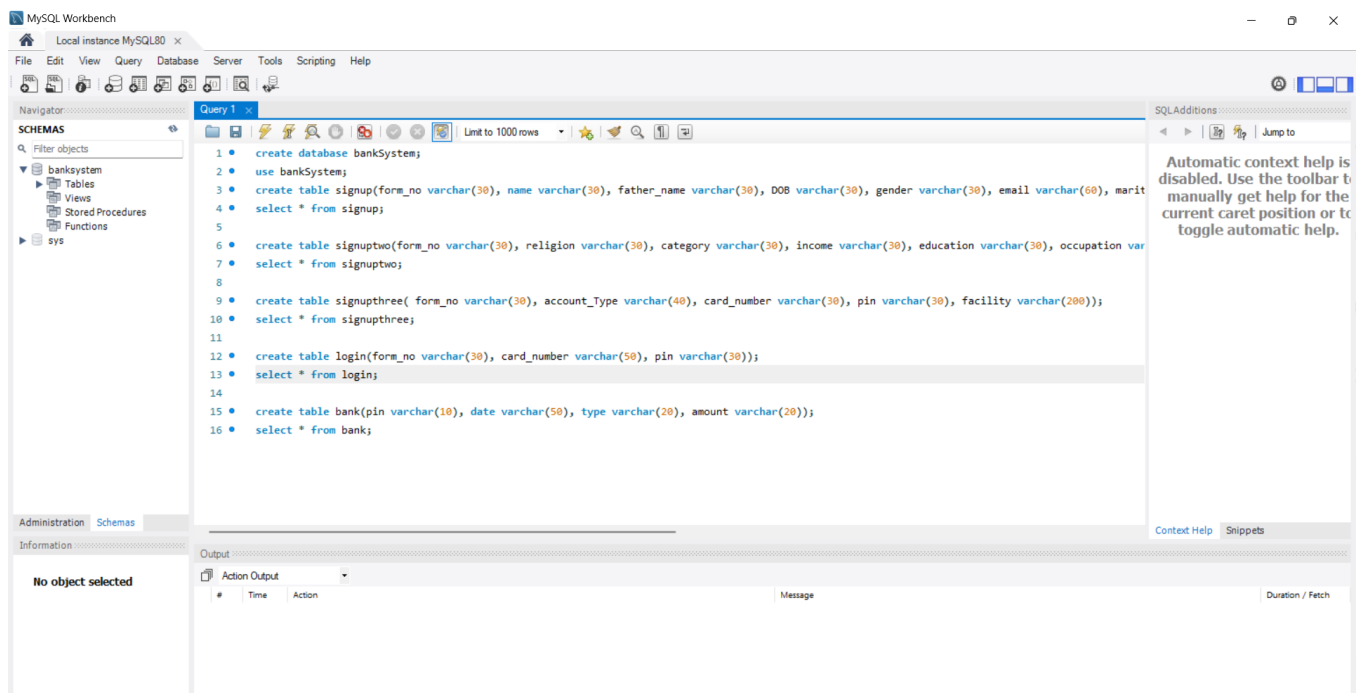 MySQL Workbench
Local instance MySQL80
File Edit View Query Database Server Tools Scripting Help
Navigator
SCHEMAS
Filter objects
banksystem
Tables
Views
Stored Procedures
Functions
sys
Administration Schemas
Information
No object selected
Query 1
Limit to 1000 rows
1 create database bankSystem;
2 use bankSystem;
3 create table signup(form_no varchar(30), name varchar(30), father_name varchar(30), DOB varchar(30), gender varchar(30), email varchar(60), marit
4 select * from signup;
5
6 create table signuptwo(form_no varchar(30), religion varchar(30), category varchar(30), income varchar(30), education varchar(30), occupation var
7 select * from signuptwo;
8
9 create table signupthree( form_no varchar(30), account_Type varchar(40), card_number varchar(30), pin varchar(30), facility varchar(200));
10 select * from signupthree;
11
12 create table login(form_no varchar(30), card_number varchar(50), pin varchar(30));
13 select * from login;
14
15 create table bank(pin varchar(10), date varchar(50), type varchar(20), amount varchar(20));
16 select * from bank;
SQLAdditions
Jump to
Automatic context help is
disabled. Use the toolbar t
manually get help for the
current caret position or to
toggle automatic help.
Context Help Snippets
Output
Action Output
# Time Action Message Duration / Fetch